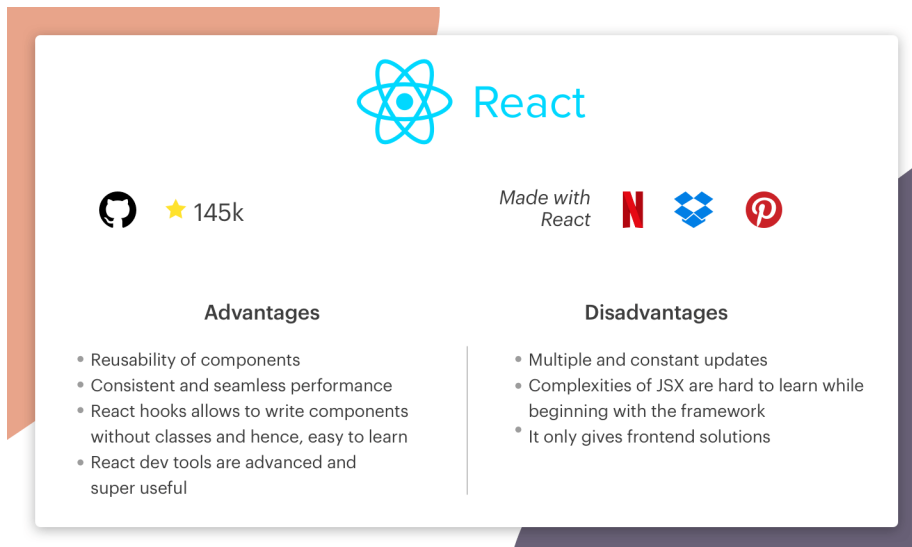 React
145k
Made with
React
Advantages
Reusability of components
Consistent and seamless performance
React hooks allows to write components
without classes and hence, easy to learn
React dev tools are advanced and
super useful
Disadvantages
Multiple and constant updates
Complexities of JSX are hard to learn while
beginning with the framework
It only gives frontend solutions